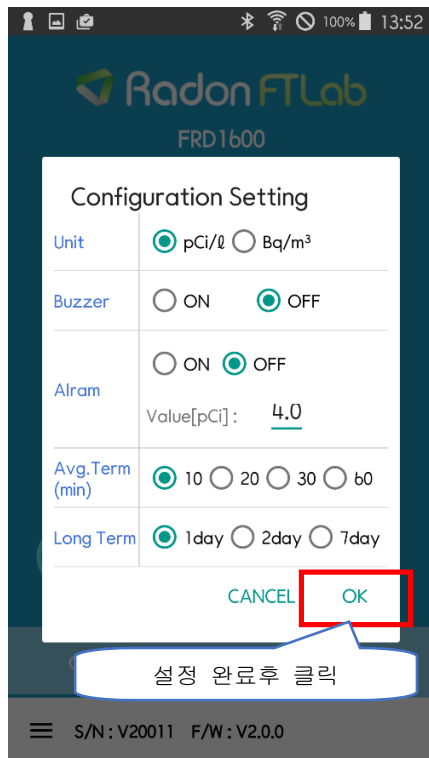 100% 13:52
Radon FTLab
FRD1600
Configuration Setting
Unit pCi/ℓ Bq/m³
Buzzer ON OFF
Alram ON OFF
Value[pCi] : 4.0
Avg.Term
(min) 10 20 30 60
Long Term 1day 2day 7day
CANCEL OK
설정 완료후 클릭
S/N : V20011 F/W : V2.0.0